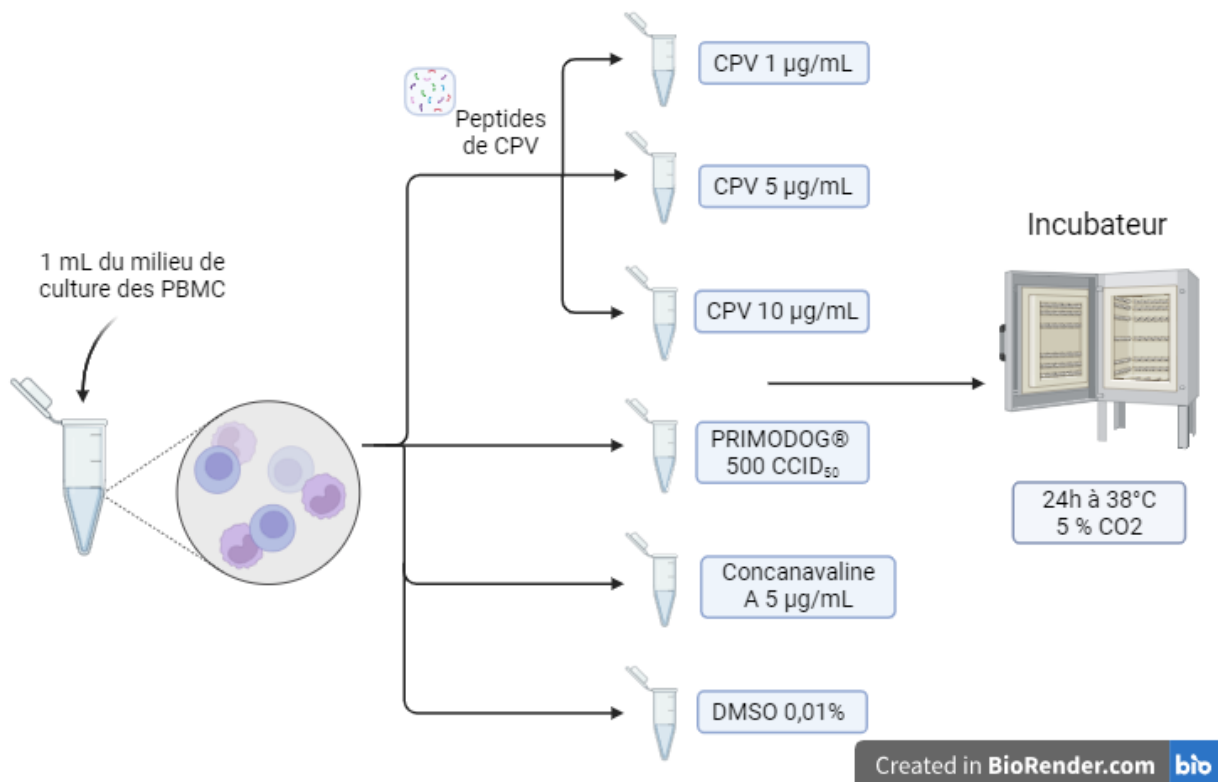 CPV 1 µg/mL
Peptides
de CPV
CPV 5 µg/mL
Incubateur
1 mL du milieu de
culture des PBMC
CPV 10 µg/mL
PRIMODOG®
500 CCID₅₀
24h à 38°C
5 % CO2
Concanavaline
A 5 µg/mL
DMSO 0,01%
Created in BioRender.com bio